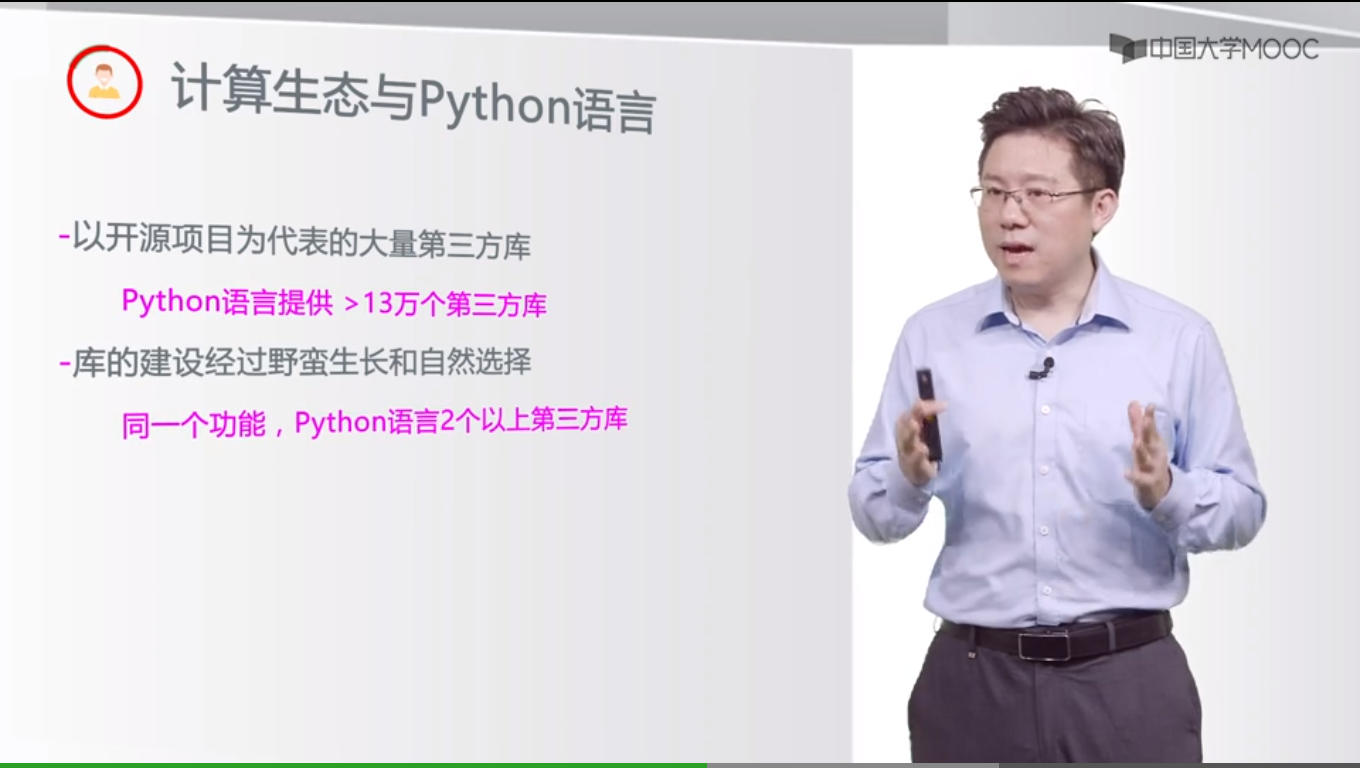 中国大学MOOC
计算生态与Python语言
-以开源项目为代表的大量第三方库
Python语言提供 >13万个第三方库
-库的建设经过野蛮生长和自然选择
同一个功能，Python语言2个以上第三方库